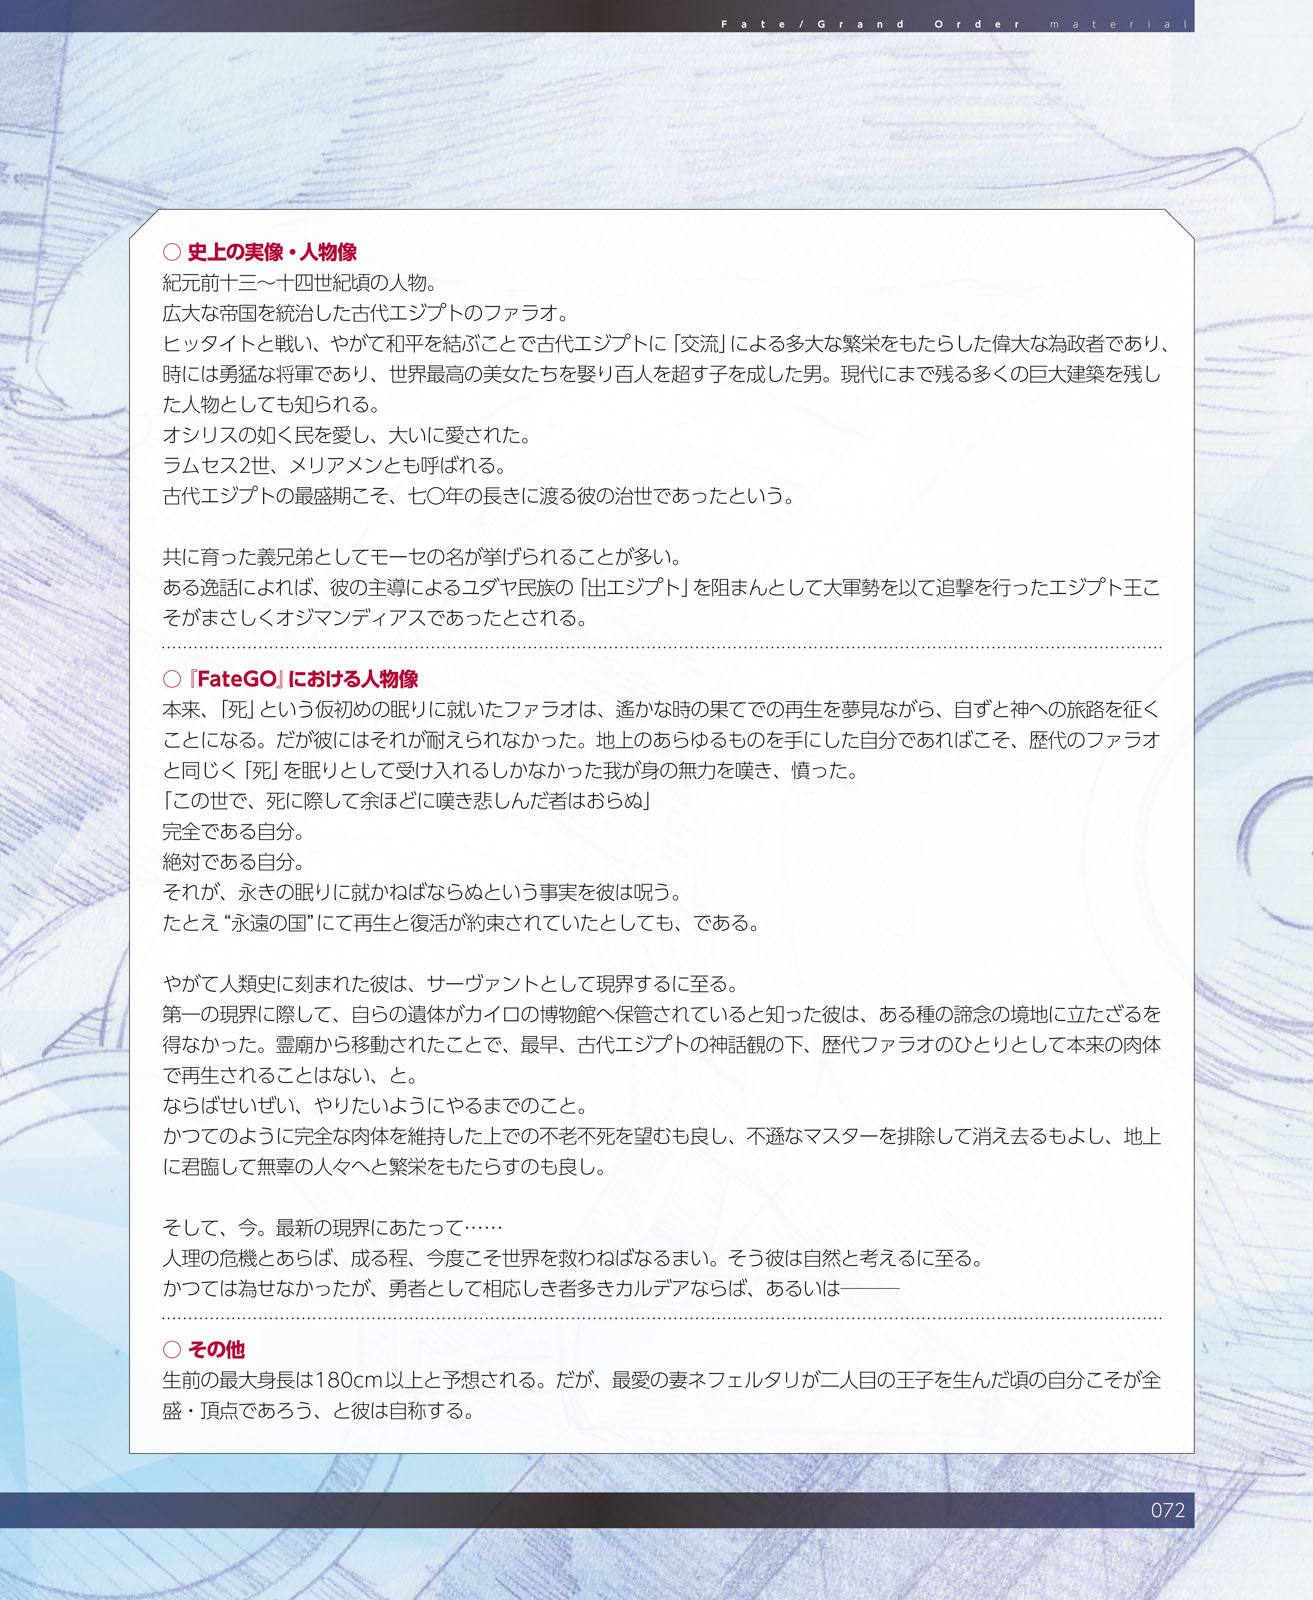 Fate/Grand Order material
○ 史上の実像・人物像
紀元前十三～十四世紀頃の人物。
広大な帝国を統治した古代エジプトのファラオ。
ヒッタイトと戦い、やがて和平を結ぶことで古代エジプトに「交流」による多大な繁栄をもたらした偉大な為政者であり、
時には勇猛な将軍であり、世界最高の美女たちを娶り百人を超す子を成した男。現代にまで残る多くの巨大建築を残し
た人物としても知られる。
オシリスの如く民を愛し、大いに愛された。
ラムセス2世、メリアメンとも呼ばれる。
古代エジプトの最盛期こそ、七〇年の長きに渡る彼の治世であったという。
共に育った義兄弟としてモーセの名が挙げられることが多い。
ある逸話によれば、彼の主導によるユダヤ民族の「出エジプト」を阻まんとして大軍勢を以て追撃を行ったエジプト王こ
そがまさしくオジマンディアスであったとされる。
○ 『FateGO』における人物像
本来、「死」という仮初めの眠りに就いたファラオは、遙かな時の果てでの再生を夢見ながら、自ずと神への旅路を征く
ことになる。だが彼にはそれが耐えられなかった。地上のあらゆるものを手にした自分であればこそ、歴代のファラオ
と同じく「死」を眠りとして受け入れるしかなかった我が身の無力を嘆き、憤った。
「この世で、死に際して余ほどに嘆き悲しんだ者はおらぬ」
完全である自分。
絶対である自分。
それが、永きの眠りに就かねばならぬという事実を彼は呪う。
たとえ“永遠の国”にて再生と復活が約束されていたとしても、である。
やがて人類史に刻まれた彼は、サーヴァントとして現界するに至る。
第一の現界に際して、自らの遺体がカイロの博物館へ保管されていると知った彼は、ある種の諦念の境地に立たざるを
得なかった。霊廟から移動されたことで、最早、古代エジプトの神話観の下、歴代ファラオのひとりとして本来の肉体
で再生されることはない、と。
ならばせいぜい、やりたいようにやるまでのこと。
かつてのように完全な肉体を維持した上での不老不死を望むも良し、不遜なマスターを排除して消え去るもよし、地上
に君臨して無辜の人々へと繁栄をもたらすのも良し。
そして、今。最新の現界にあたって……
人理の危機とあらば、成る程、今度こそ世界を救わねばなるまい。そう彼は自然と考えるに至る。
かつては為せなかったが、勇者として相応しき者多きカルデアならば、あるいは―――
○ その他
生前の最大身長は180cm以上と予想される。だが、最愛の妻ネフェルタリが二人目の王子を生んだ頃の自分こそが全
盛・頂点であろう、と彼は自称する。
072